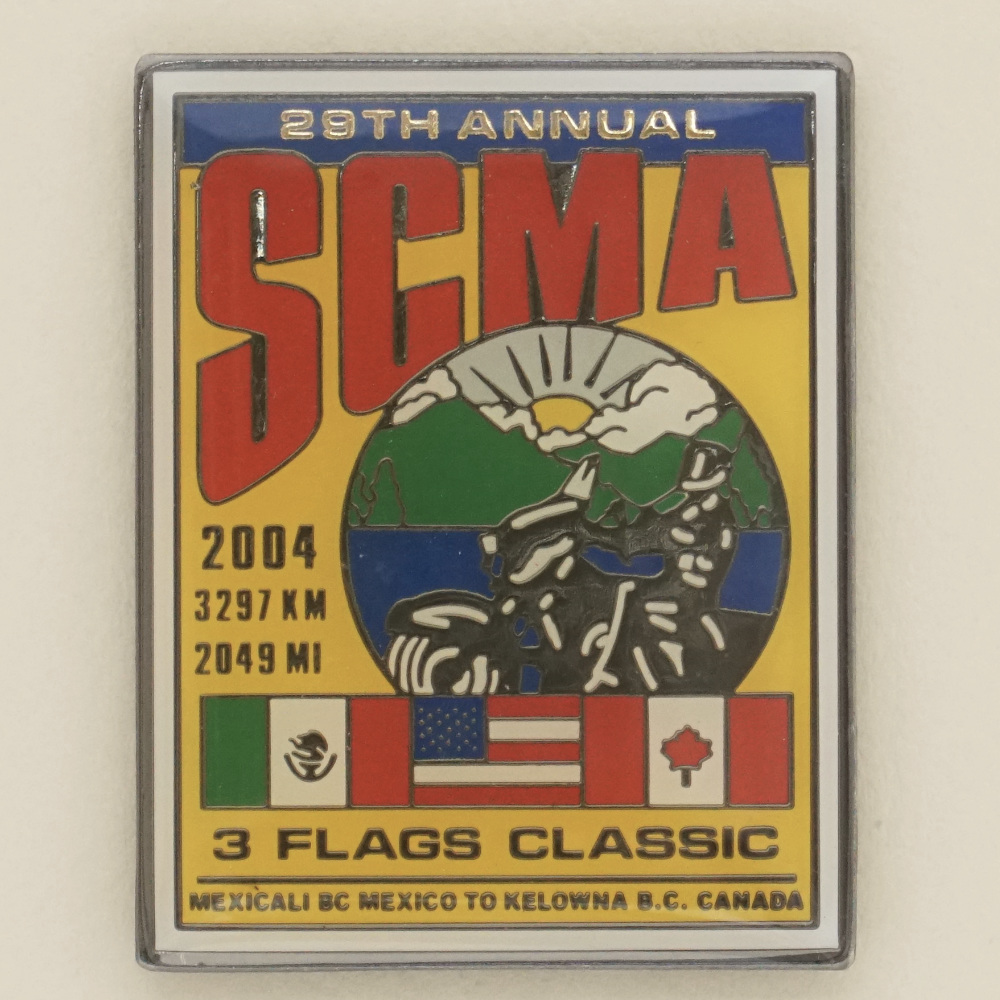 29TH ANNUAL
SCMA
2004
3297 KM
2049 MI
3 FLAGS CLASSIC
MEXICALI BC MEXICO TO KELOWNA B.C. CANADA